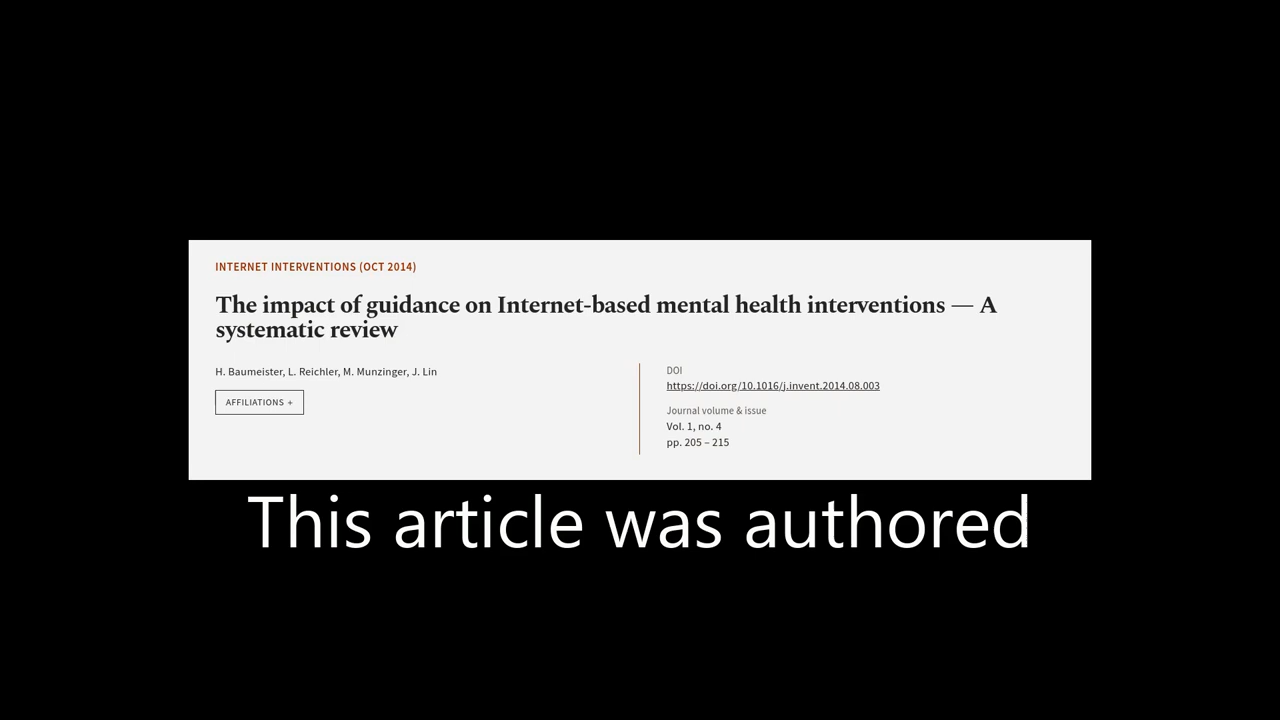 INTERNET INTERVENTIONS (OCT 2014)
The impact of guidance on Internet-based mental health interventions — A
systematic review
H. Baumeister, L. Reichler, M. Munzinger, J. Lin
AFFILIATIONS +
DOI
https://doi.org/10.1016/j.invent.2014.08.003
Journal volume & issue
Vol. 1, no. 4
pp. 205 – 215
This article was authored